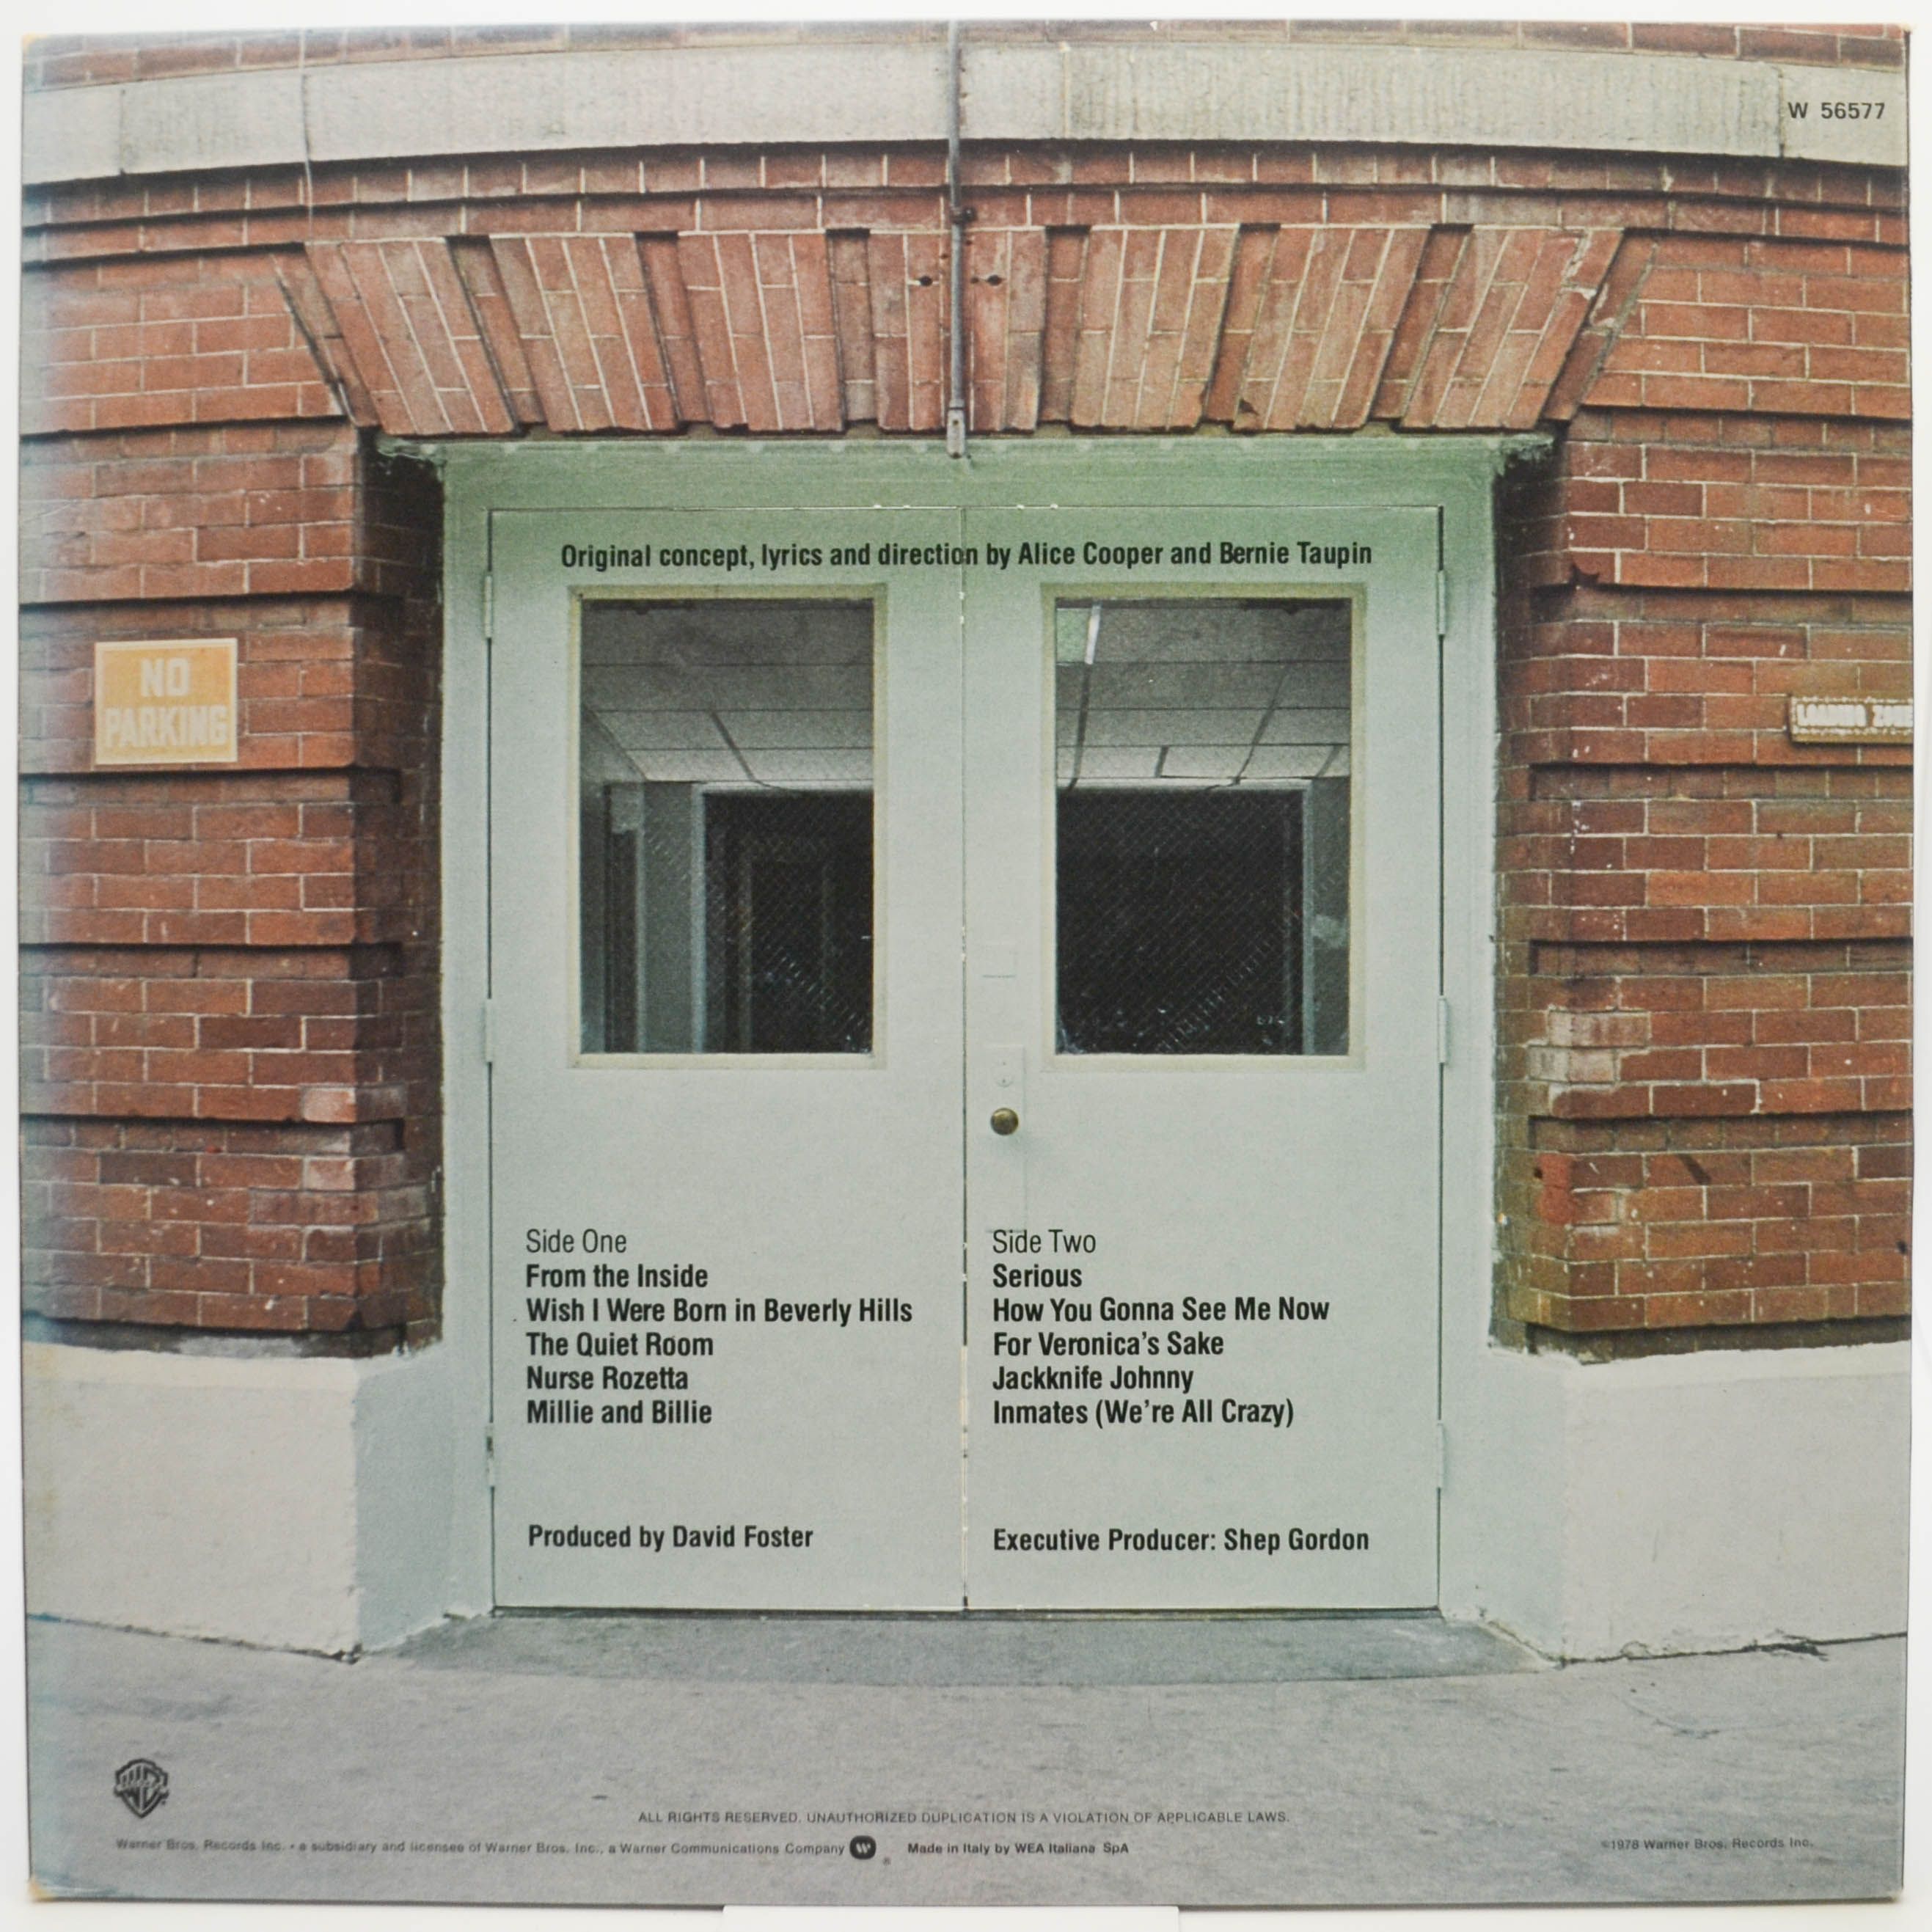 W 56577
Original concept, lyrics and direction by Alice Cooper and Bernie Taupin
NO
PARKING
LOADING ZONE
Side One
From the Inside
Wish I Were Born in Beverly Hills
The Quiet Room
Nurse Rozetta
Millie and Billie
Side Two
Serious
How You Gonna See Me Now
For Veronica's Sake
Jackknife Johnny
Inmates (We're All Crazy)
Produced by David Foster
Executive Producer: Shep Gordon
ALL RIGHTS RESERVED. UNAUTHORIZED DUPLICATION IS A VIOLATION OF APPLICABLE LAWS.
Warner Bros. Records Inc. • a subsidiary and licensee of Warner Bros. Inc., a Warner Communications Company
Made in Italy by WEA Italiana SpA
©1978 Warner Bros. Records Inc.